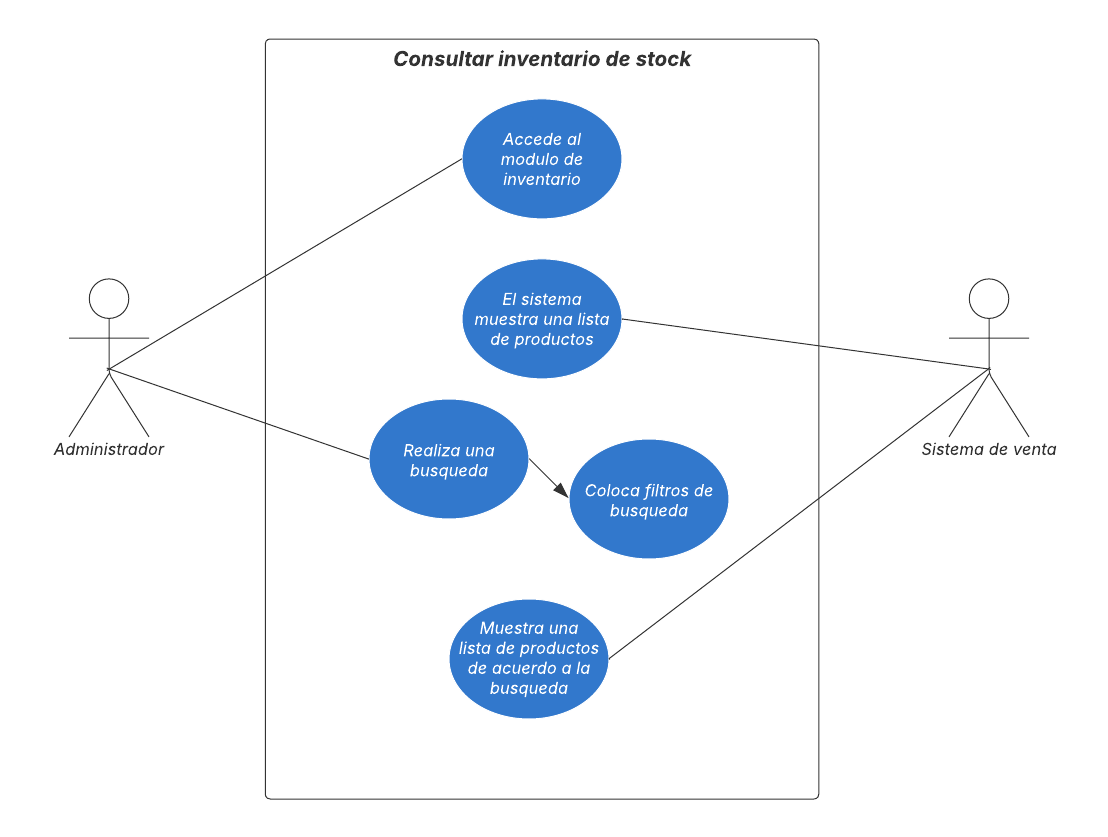 Consultar inventario de stock
Accede al
modulo de
inventario
El sistema
muestra una lista
de productos
Administrador
Sistema de venta
Realiza una
busqueda
Coloca filtros de
busqueda
Muestra una
lista de productos
de acuerdo a la
busqueda